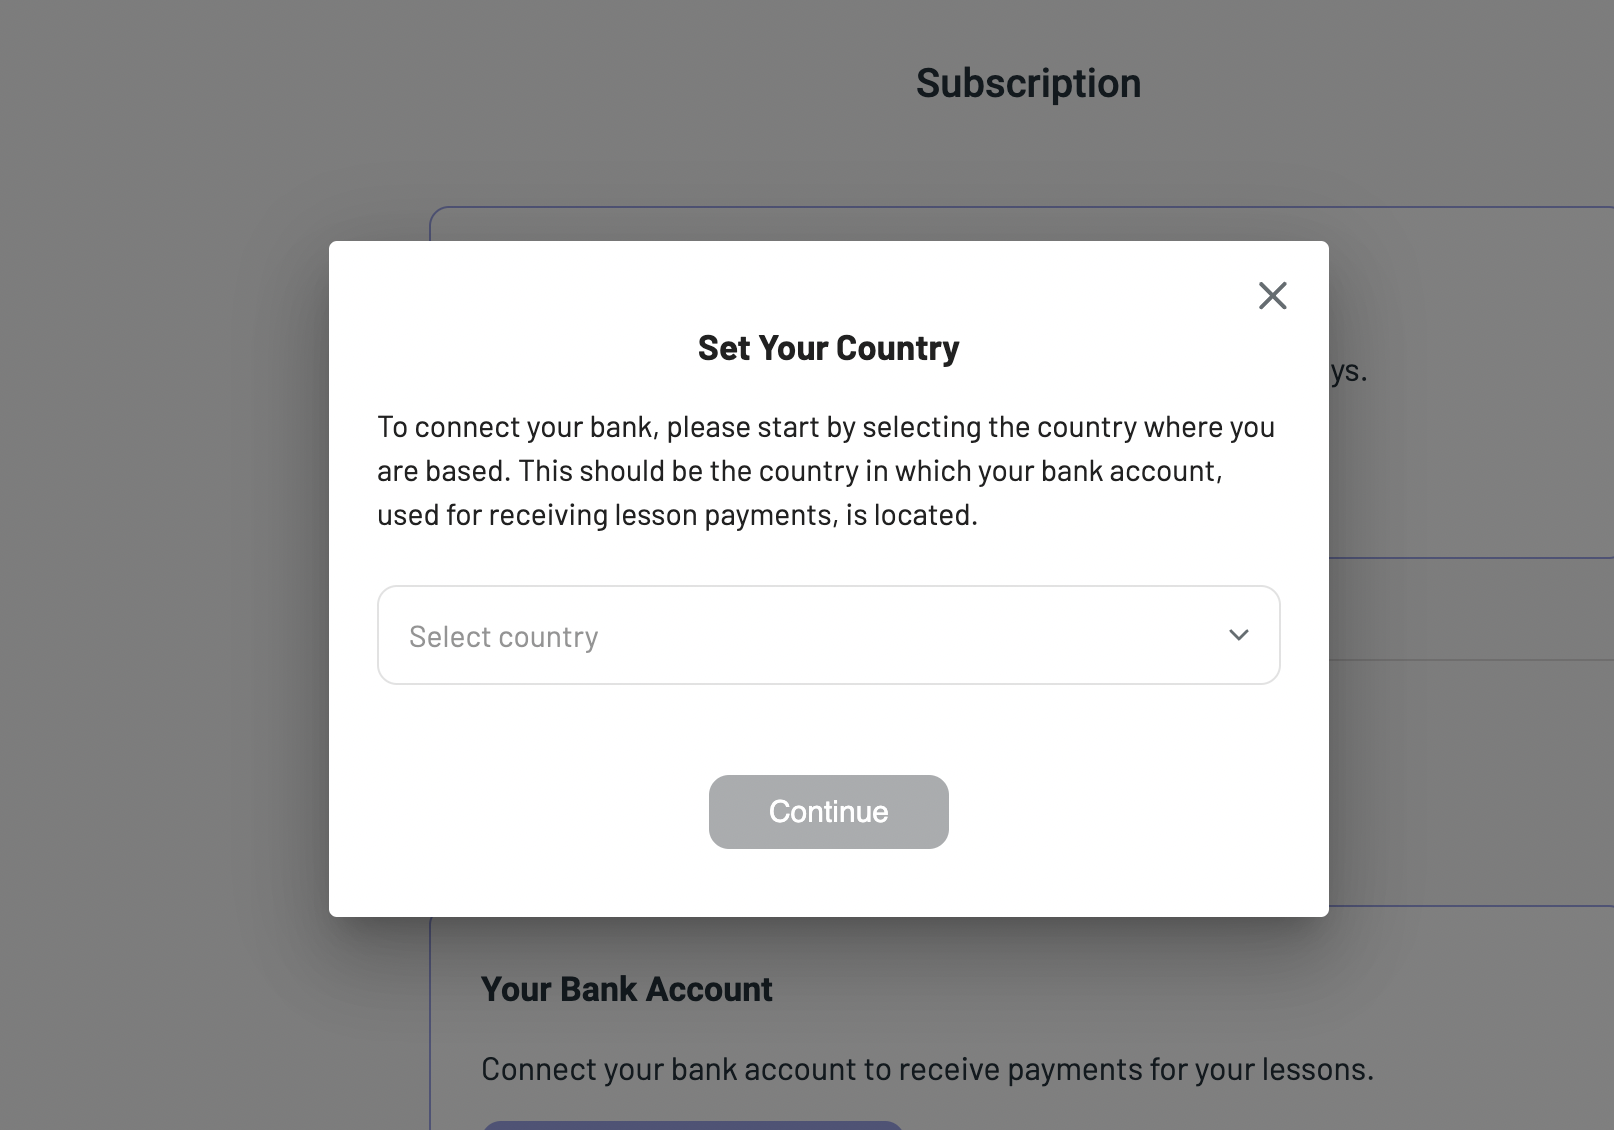 Subscription
ys.
Set Your Country
To connect your bank, please start by selecting the country where you
are based. This should be the country in which your bank account,
used for receiving lesson payments, is located.
Select country
Continue
Your Bank Account
Connect your bank account to receive payments for your lessons.